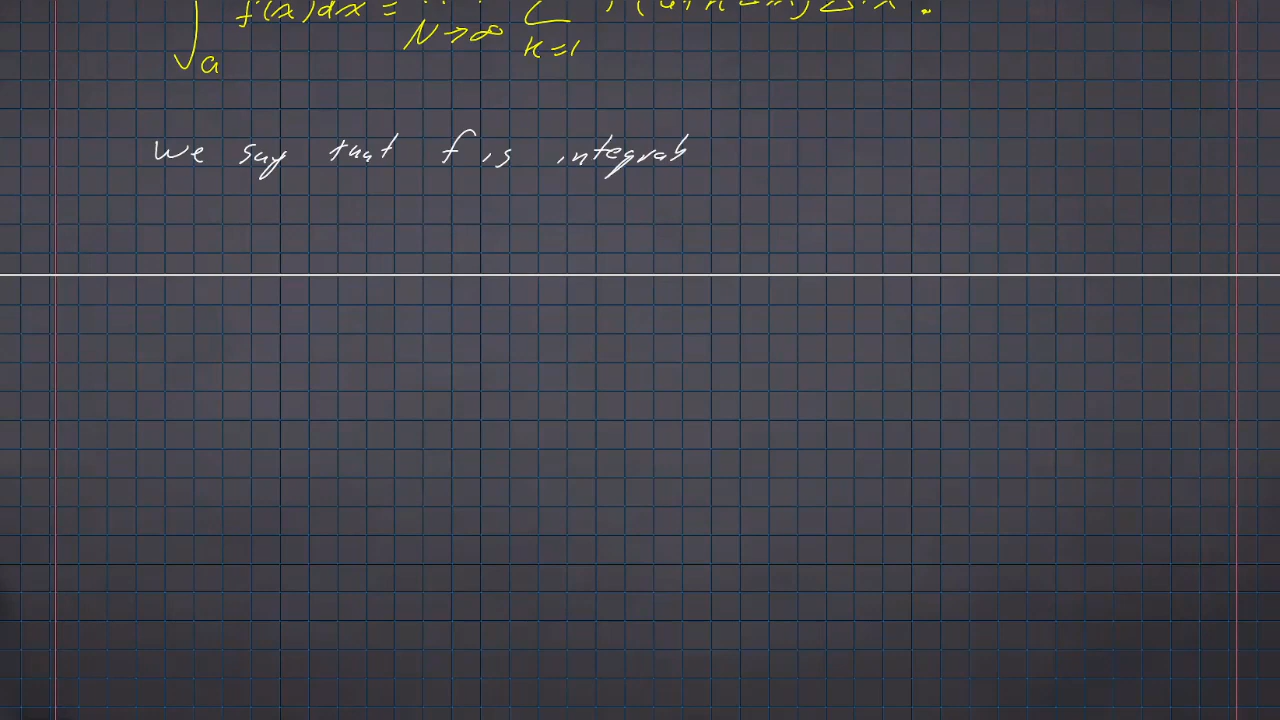 ∫a f(x)dx = N→∞ Σ k=1
We say that f is integrab